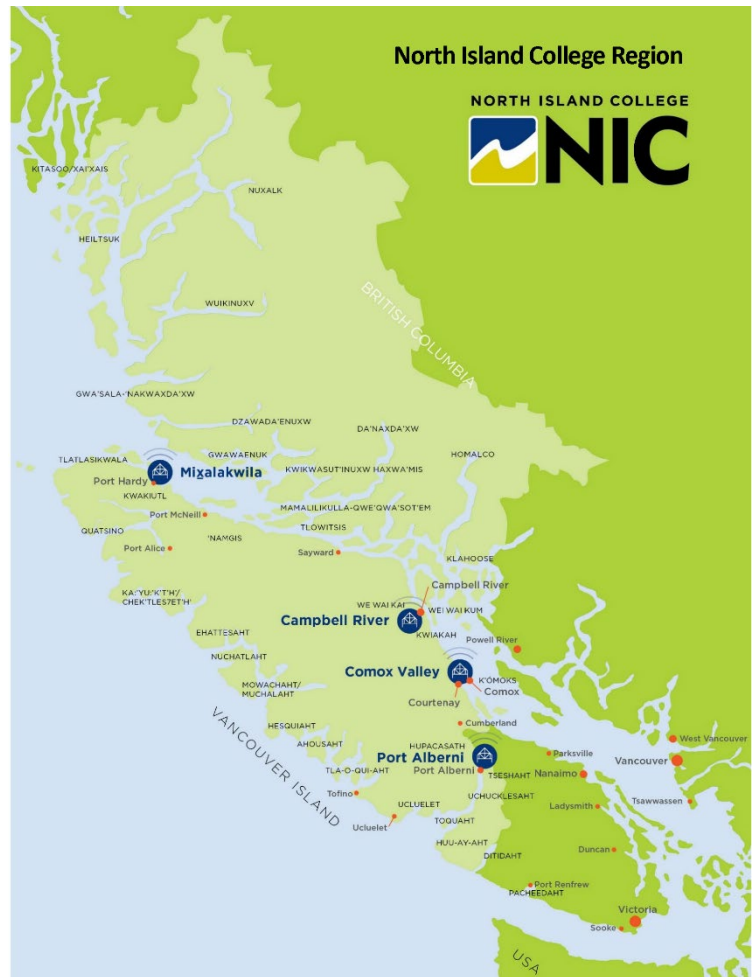 North Island College Region
NORTH ISLAND COLLEGE
NIC
KITASOO/XAI'XAIS
NUXALK
HEILTSUK
WUIKINUXV
BRITISH COLUMBIA
GWA'SALA-'NAKWAXDA'XW
DZAWADA'ENUXW
DA'NAXDA'XW
GWAWAENUK
HOMALCO
TLATLASIKWALA
Mix̱alakwila
KWIKWASUT'INUXW HAXWA'MIS
Port Hardy
KWAKIUTL
MAMALILIKULLA-QWE'QWA'SOT'EM
Port McNeill
TLOWITSIS
QUATSINO
'NAMGIS
Port Alice
Sayward
KLAHOOSE
Campbell River
KA:'YU:'K'T'H'/
CHEK'TLES7ET'H'
WE WAI KAI
WEI WAI KUM
Campbell River
KWIAKAH
EHATTESAHT
Powell River
NUCHATLAHT
Comox Valley
K'ÓMOKS
MOWACHAHT/
MUCHALAHT
Comox
Courtenay
HESQUIAHT
Cumberland
VANCOUVER ISLAND
AHOUSAHT
HUPACASATH
West Vancouver
Port Alberni
Parksville
Vancouver
TLA-O-QUI-AHT
Port Alberni
TSESHAHT
Nanaimo
Tofino
UCHUCKLESAHT
Tsawwassen
UCLUELET
Ladysmith
Ucluelet
TOQUAHT
HUU-AY-AHT
Duncan
DITIDAHT
Port Renfrew
PACHEEDAHT
Victoria
Sooke
USA